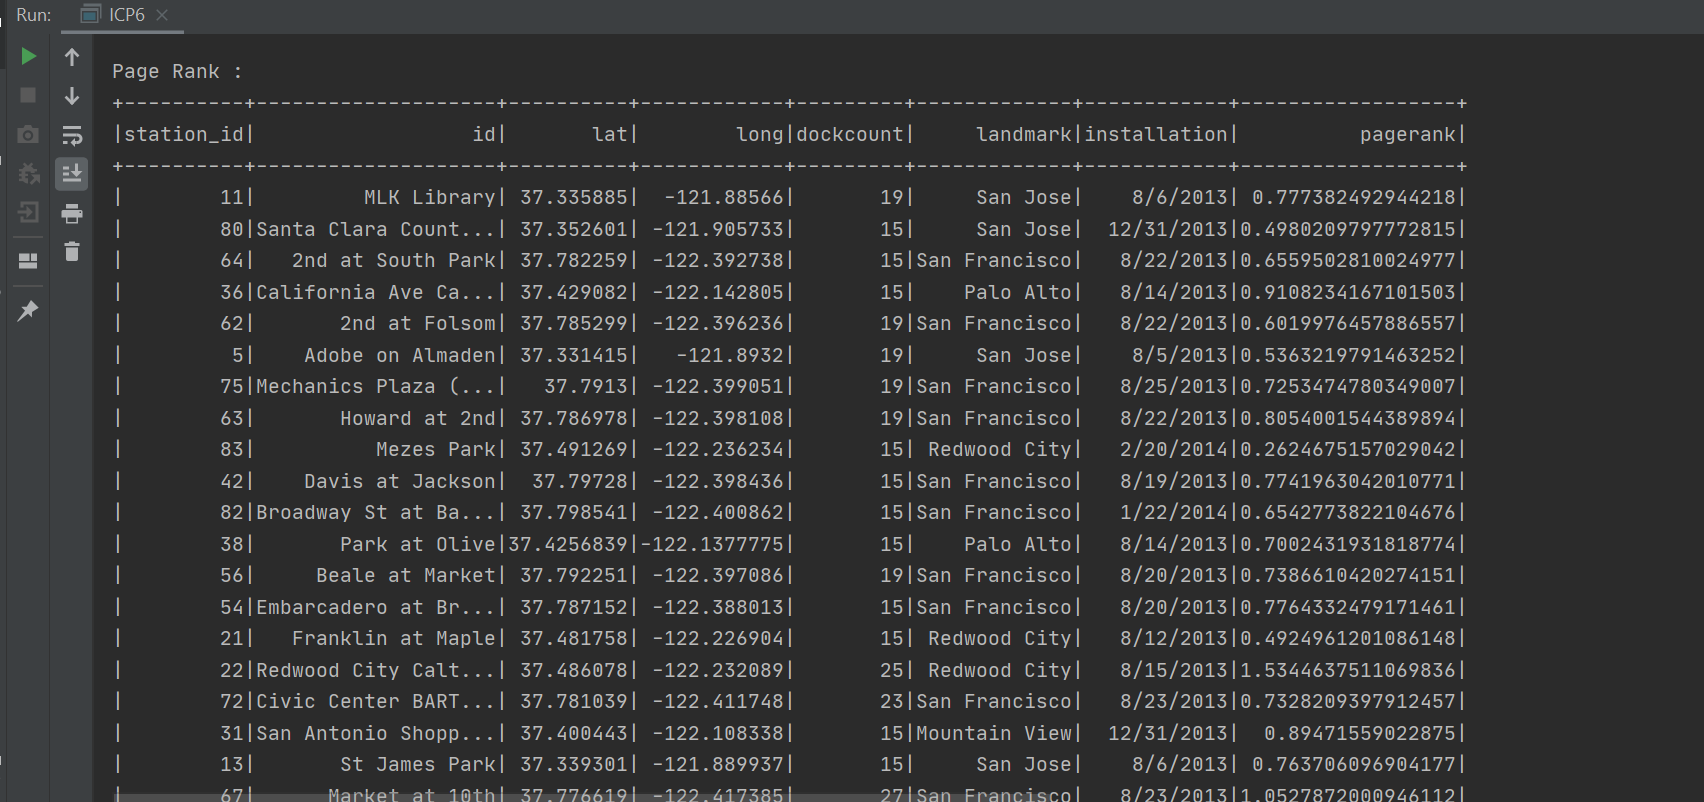 Run: ICP6
Page Rank :
+----------+--------------------+----------+------------+---------+-------------+------------+------------------+
|station_id|                  id|       lat|        long|dockcount|     landmark|installation|          pagerank|
+----------+--------------------+----------+------------+---------+-------------+------------+------------------+
|        11|         MLK Library| 37.335885|  -121.88566|       19|     San Jose|    8/6/2013| 0.777382492944218|
|        80|Santa Clara Count...| 37.352601| -121.905733|       15|     San Jose|  12/31/2013|0.4980209797772815|
|        64|   2nd at South Park| 37.782259| -122.392738|       15|San Francisco|   8/22/2013|0.6559502810024977|
|        36|California Ave Ca...| 37.429082| -122.142805|       15|    Palo Alto|   8/14/2013|0.9108234167101503|
|        62|       2nd at Folsom| 37.785299| -122.396236|       19|San Francisco|   8/22/2013|0.6019976457886557|
|         5|    Adobe on Almaden| 37.331415|   -121.8932|       19|     San Jose|    8/5/2013|0.5363219791463252|
|        75|Mechanics Plaza (...|   37.7913| -122.399051|       19|San Francisco|   8/25/2013|0.7253474780349007|
|        63|       Howard at 2nd| 37.786978| -122.398108|       19|San Francisco|   8/22/2013|0.8054001544389894|
|        83|          Mezes Park| 37.491269| -122.236234|       15| Redwood City|   2/20/2014|0.2624675157029042|
|        42|    Davis at Jackson|  37.79728| -122.398436|       15|San Francisco|   8/19/2013|0.7741963042010771|
|        82|Broadway St at Ba...| 37.798541| -122.400862|       15|San Francisco|   1/22/2014|0.6542773822104676|
|        38|       Park at Olive|37.4256839|-122.1377775|       15|    Palo Alto|   8/14/2013|0.7002431931818774|
|        56|     Beale at Market| 37.792251| -122.397086|       19|San Francisco|   8/20/2013|0.7386610420274151|
|        54|Embarcadero at Br...| 37.787152| -122.388013|       15|San Francisco|   8/20/2013|0.7764332479171461|
|        21|   Franklin at Maple| 37.481758| -122.226904|       15| Redwood City|   8/12/2013|0.4924961201086148|
|        22|Redwood City Calt...| 37.486078| -122.232089|       25| Redwood City|   8/15/2013|1.5344637511069836|
|        72|Civic Center BART...| 37.781039| -122.411748|       23|San Francisco|   8/23/2013|0.7328209397912457|
|        31|San Antonio Shopp...| 37.400443| -122.108338|       15|Mountain View|  12/31/2013|  0.89471559022875|
|        13|       St James Park| 37.339301| -121.889937|       15|     San Jose|    8/6/2013| 0.763706096904177|
|        67|      Market at 10th| 37.776619| -122.417385|       27|San Francisco|   8/23/2013|1.0527872000946112|